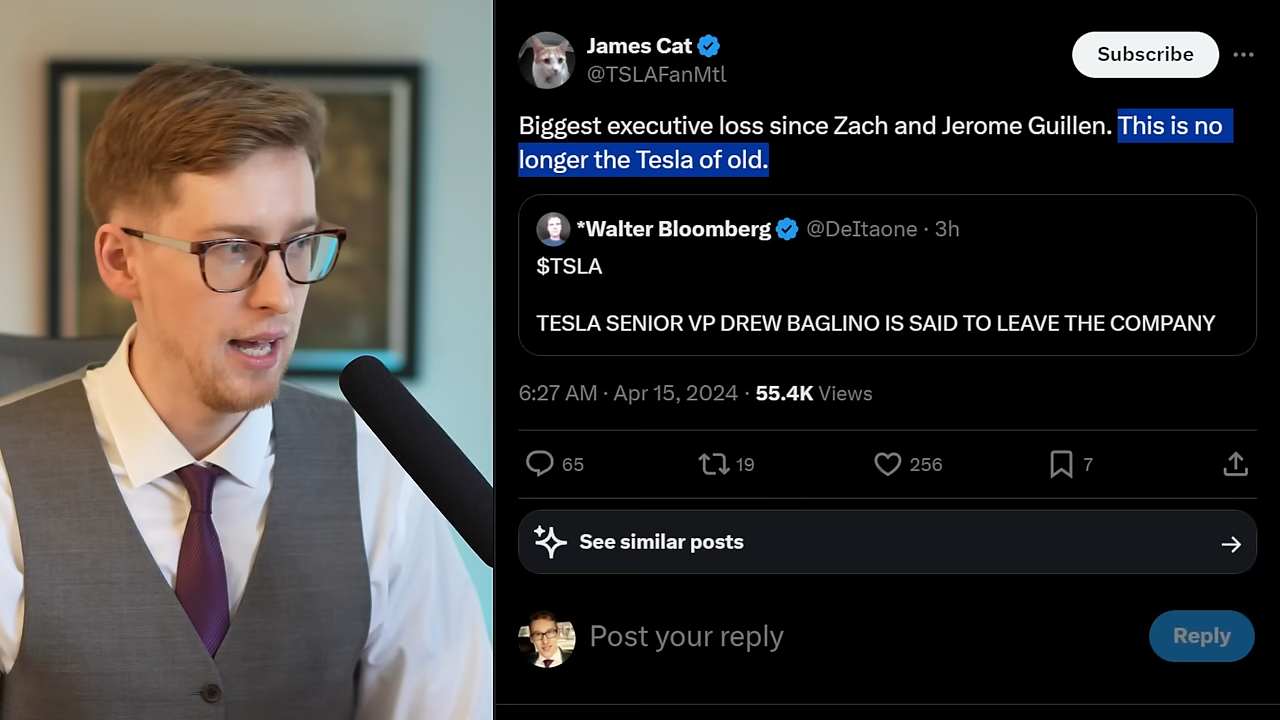 James Cat
@TSLAFanMtl
Subscribe
Biggest executive loss since Zach and Jerome Guillen. This is no
longer the Tesla of old.
*Walter Bloomberg @DeItaone · 3h
$TSLA
TESLA SENIOR VP DREW BAGLINO IS SAID TO LEAVE THE COMPANY
6:27 AM · Apr 15, 2024 · 55.4K Views
65 19 256 7
See similar posts
Post your reply
Reply